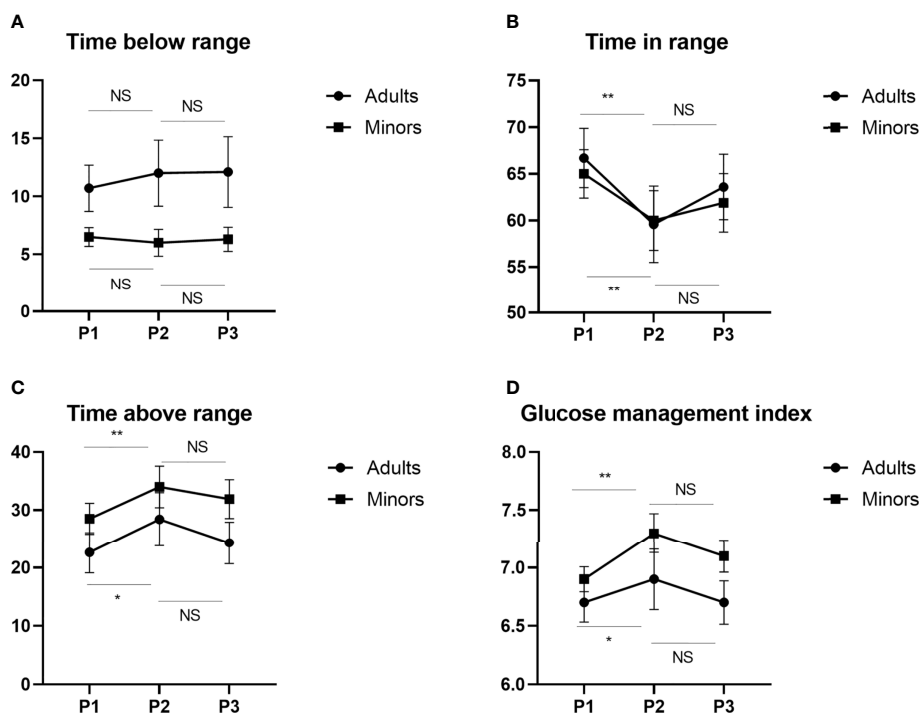 A
Time below range
20
15
10
5
0
NS
NS
NS
NS
P1
P2
P3
Adults
Minors
B
Time in range
75
70
65
60
55
50
**
NS
**
NS
P1
P2
P3
Adults
Minors
C
Time above range
40
30
20
10
0
**
NS
*
NS
P1
P2
P3
Adults
Minors
D
Glucose management index
8.0
7.5
7.0
6.5
6.0
**
NS
*
NS
P1
P2
P3
Adults
Minors